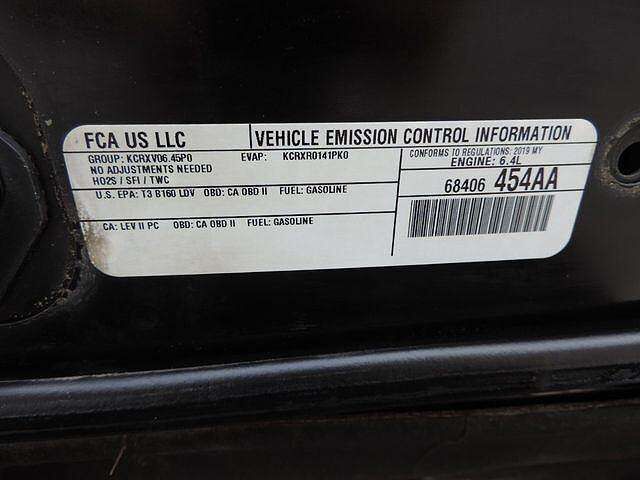 FCA US LLC
VEHICLE EMISSION CONTROL INFORMATION
GROUP: KCRXV06.45P0 EVAP: KCRXR0141PK0
NO ADJUSTMENTS NEEDED
HO2S / SFI / TWC
CONFORMS TO REGULATIONS: 2019 MY
ENGINE: 6.4L
U.S. EPA: T3 B160 LDV OBD: CA OBD II FUEL: GASOLINE
68406 454AA
CA: LEV II PC OBD: CA OBD II FUEL: GASOLINE